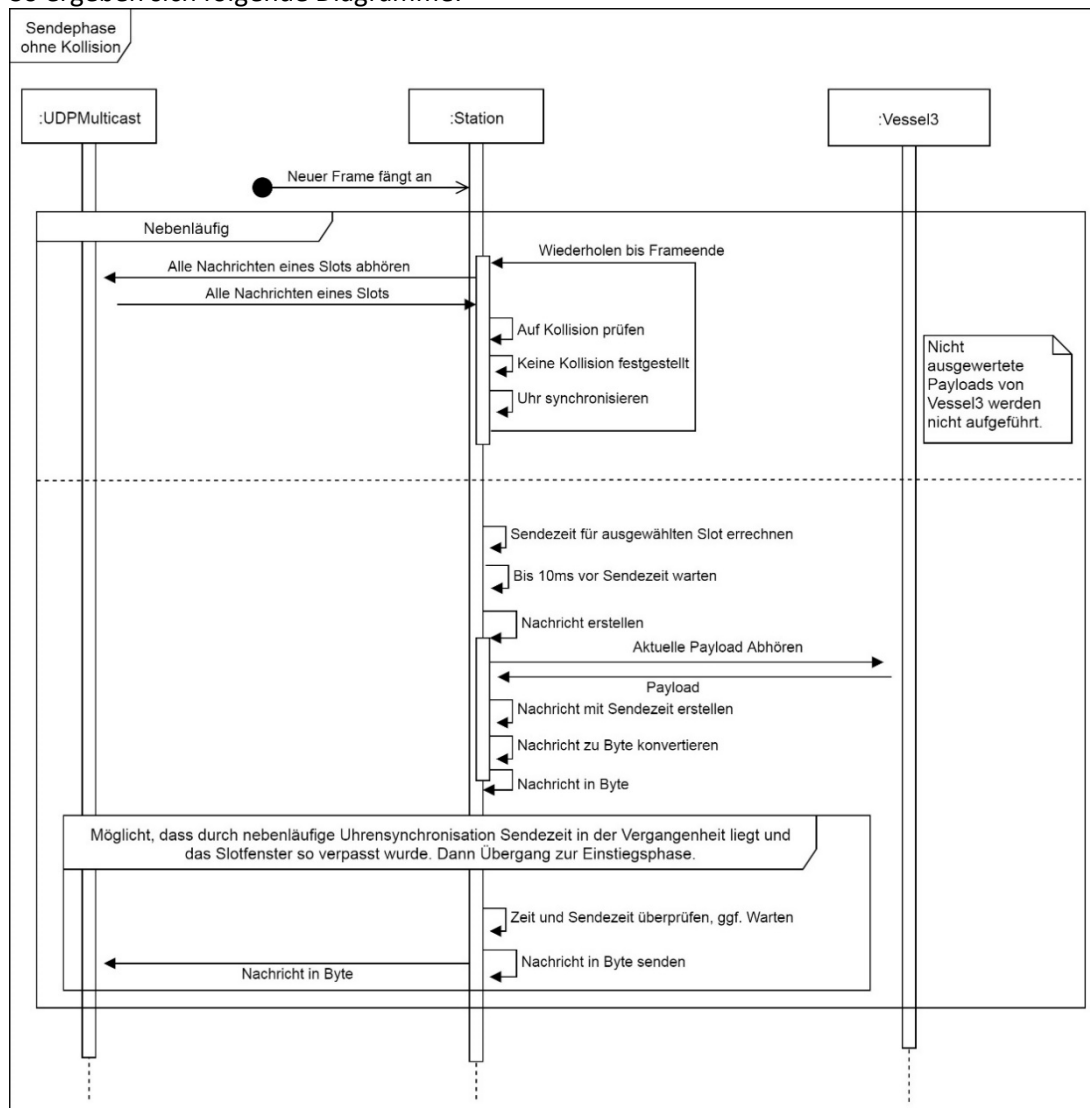 So ergeben sich folgende Diagramme:
Sendephase
ohne Kollision
:UDPMulticast
:Station
:Vessel3
Neuer Frame fängt an
Nebenläufig
Wiederholen bis Frameende
Alle Nachrichten eines Slots abhören
Alle Nachrichten eines Slots
Auf Kollision prüfen
Keine Kollision festgestellt
Uhr synchronisieren
Nicht
ausgewertete
Payloads von
Vessel3 werden
nicht aufgeführt.
Sendezeit für ausgewählten Slot errechnen
Bis 10ms vor Sendezeit warten
Nachricht erstellen
Aktuelle Payload Abhören
Payload
Nachricht mit Sendezeit erstellen
Nachricht zu Byte konvertieren
Nachricht in Byte
Möglicht, dass durch nebenläufige Uhrensynchronisation Sendezeit in der Vergangenheit liegt und
das Slotfenster so verpasst wurde. Dann Übergang zur Einstiegsphase.
Zeit und Sendezeit überprüfen, ggf. Warten
Nachricht in Byte senden
Nachricht in Byte